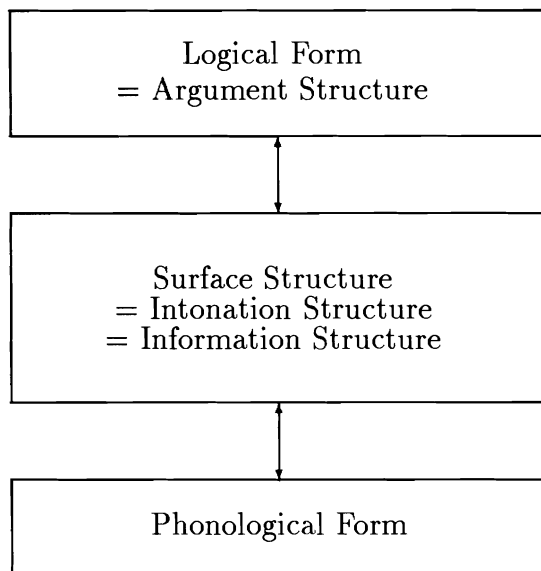 Logical Form
= Argument Structure
Surface Structure
= Intonation Structure
= Information Structure
Phonological Form